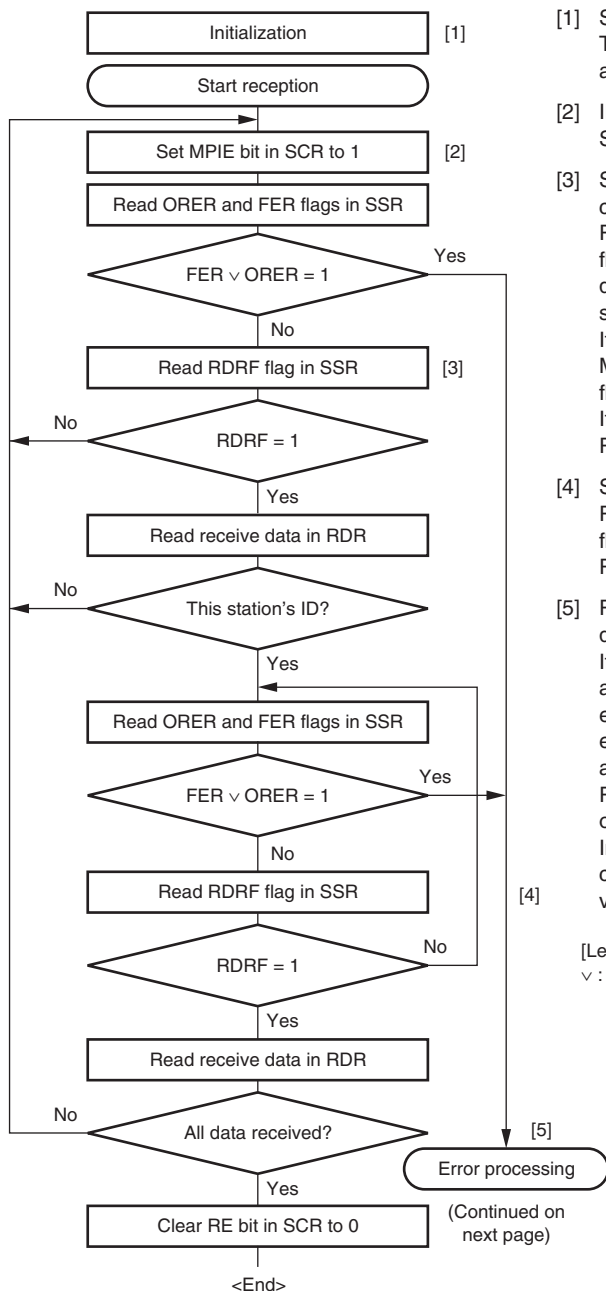 Initialization [1]
Start reception
Set MPIE bit in SCR to 1 [2]
Read ORER and FER flags in SSR
Yes
FER ∨ ORER = 1
No
Read RDRF flag in SSR [3]
No
RDRF = 1
Yes
Read receive data in RDR
No
This station's ID?
Yes
Read ORER and FER flags in SSR
Yes
FER ∨ ORER = 1
No
Read RDRF flag in SSR [4]
No
RDRF = 1
Yes
Read receive data in RDR
No
All data received?
[5]
Error processing
Yes
Clear RE bit in SCR to 0
(Continued on
next page)
<End>
[1]
[2]
[3]
[4]
[5]
∨ :